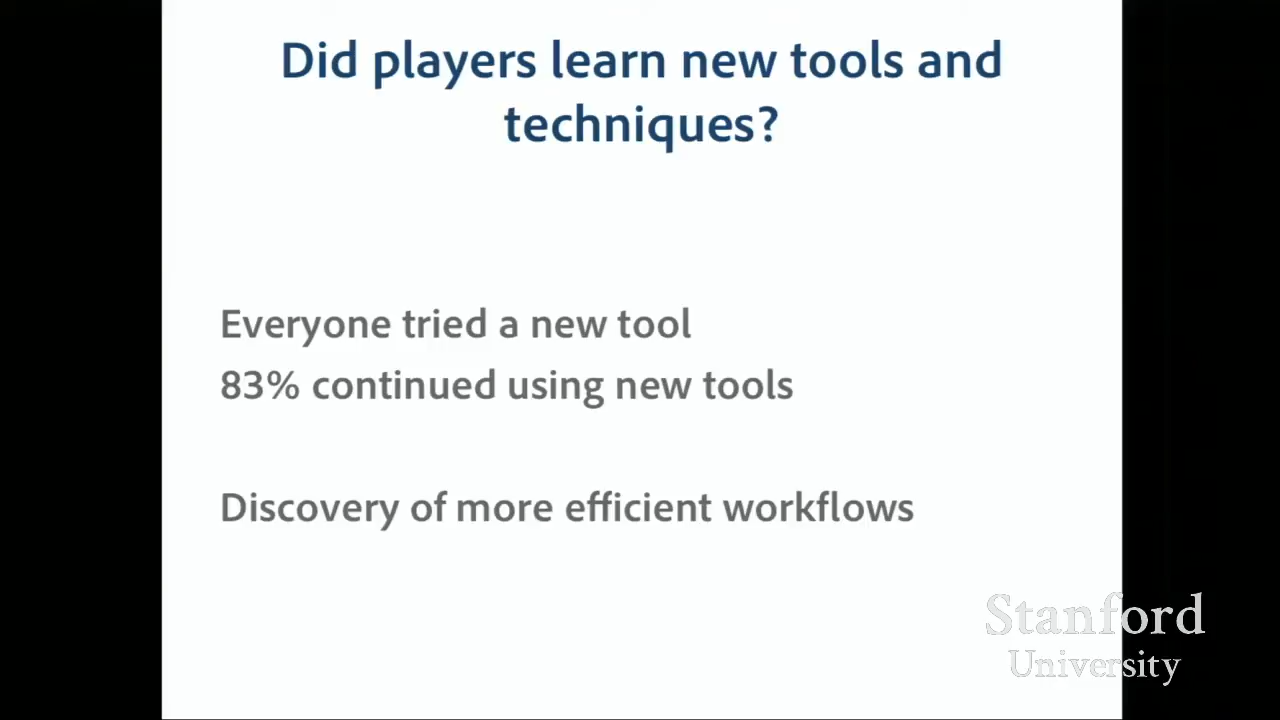 Did players learn new tools and
techniques?
Everyone tried a new tool
83% continued using new tools
Discovery of more efficient workflows
Stanford
University